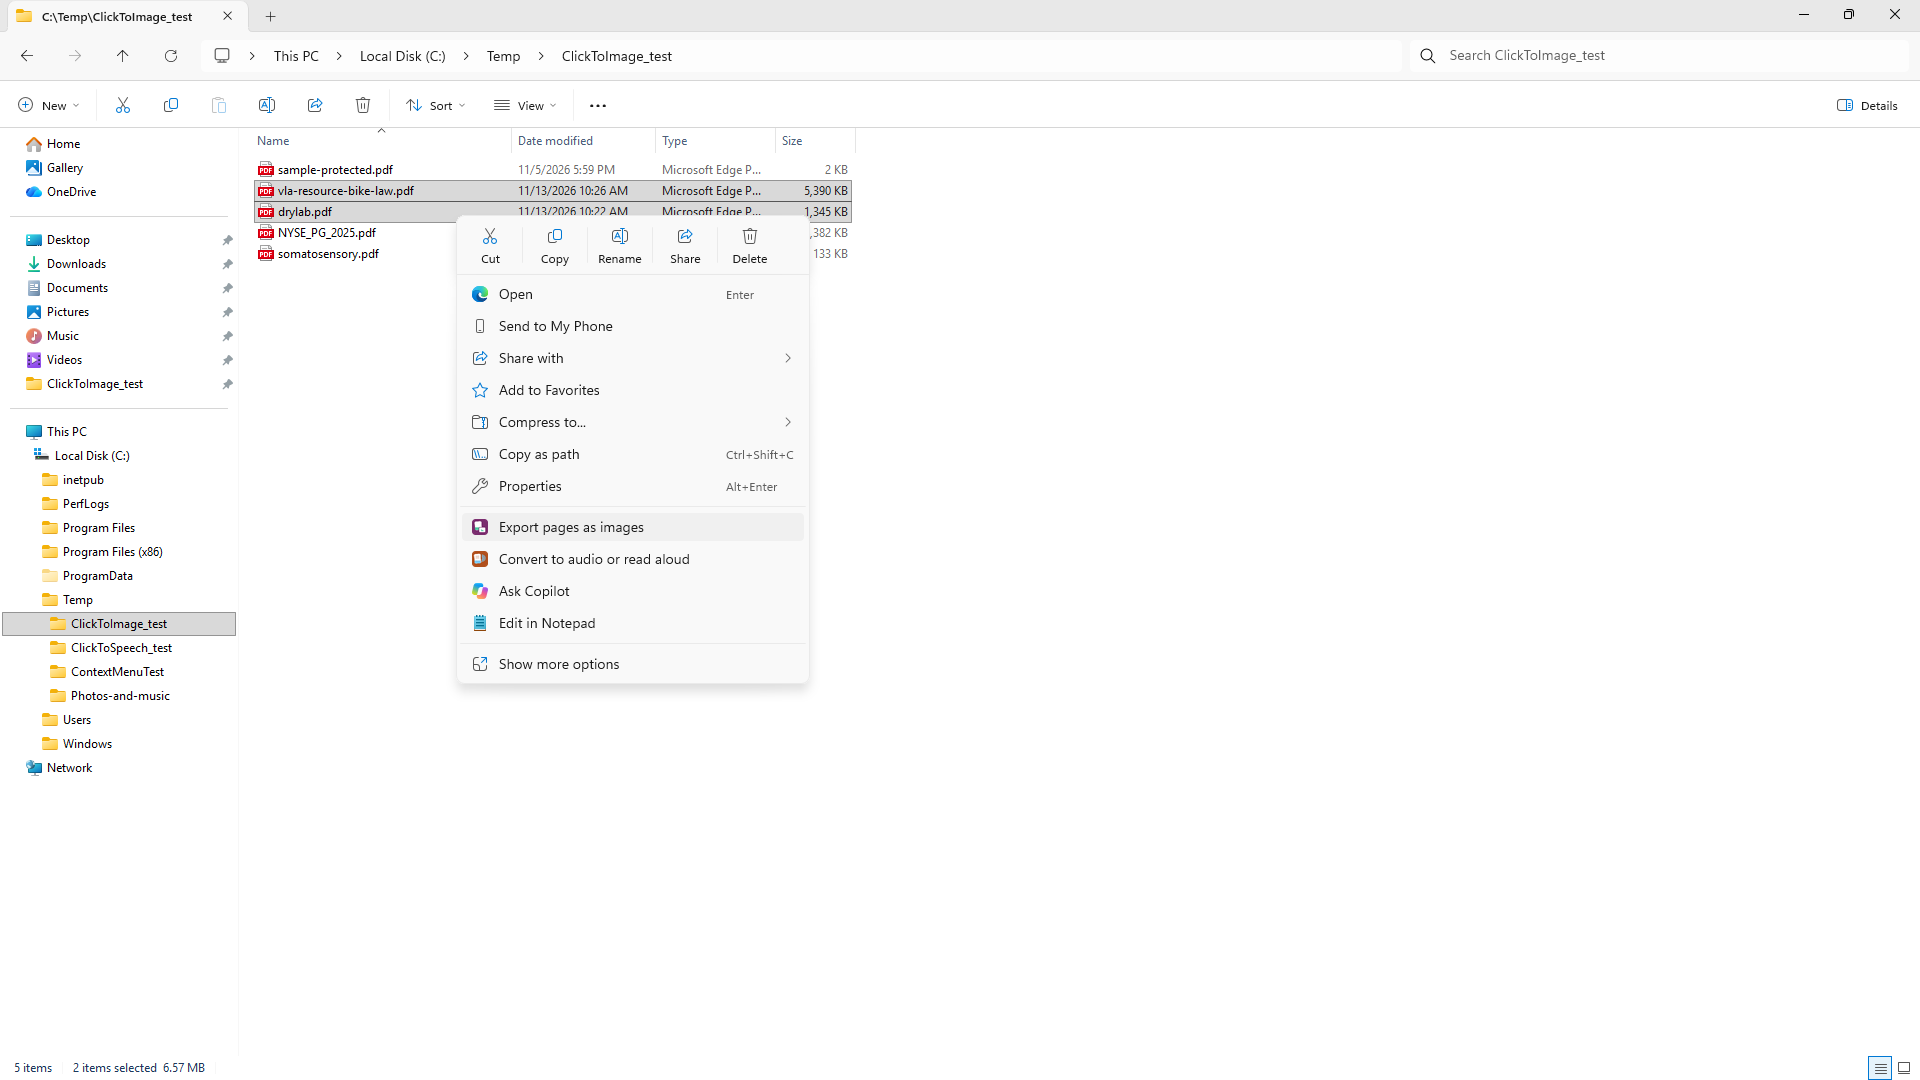 C:\Temp\ClickToImage_test
This PC
Local Disk (C:)
Temp
ClickToImage_test
Search ClickToImage_test
New
Sort
View
Details
Home
Gallery
OneDrive
Desktop
Downloads
Documents
Pictures
Music
Videos
ClickToImage_test
This PC
Local Disk (C:)
inetpub
PerfLogs
Program Files
Program Files (x86)
ProgramData
Temp
ClickToImage_test
ClickToSpeech_test
ContextMenuTest
Photos-and-music
Users
Windows
Network
Name Date modified Type Size
sample-protected.pdf 11/5/2026 5:59 PM Microsoft Edge P... 2 KB
vla-resource-bike-law.pdf 11/13/2026 10:26 AM Microsoft Edge P... 5,390 KB
drylab.pdf 11/13/2026 10:22 AM Microsoft Edge P... 1,345 KB
NYSE_PG_2025.pdf ,382 KB
somatosensory.pdf 133 KB
Cut Copy Rename Share Delete
Open Enter
Send to My Phone
Share with
Add to Favorites
Compress to...
Copy as path Ctrl+Shift+C
Properties Alt+Enter
Export pages as images
Convert to audio or read aloud
Ask Copilot
Edit in Notepad
Show more options
5 items 2 items selected 6.57 MB